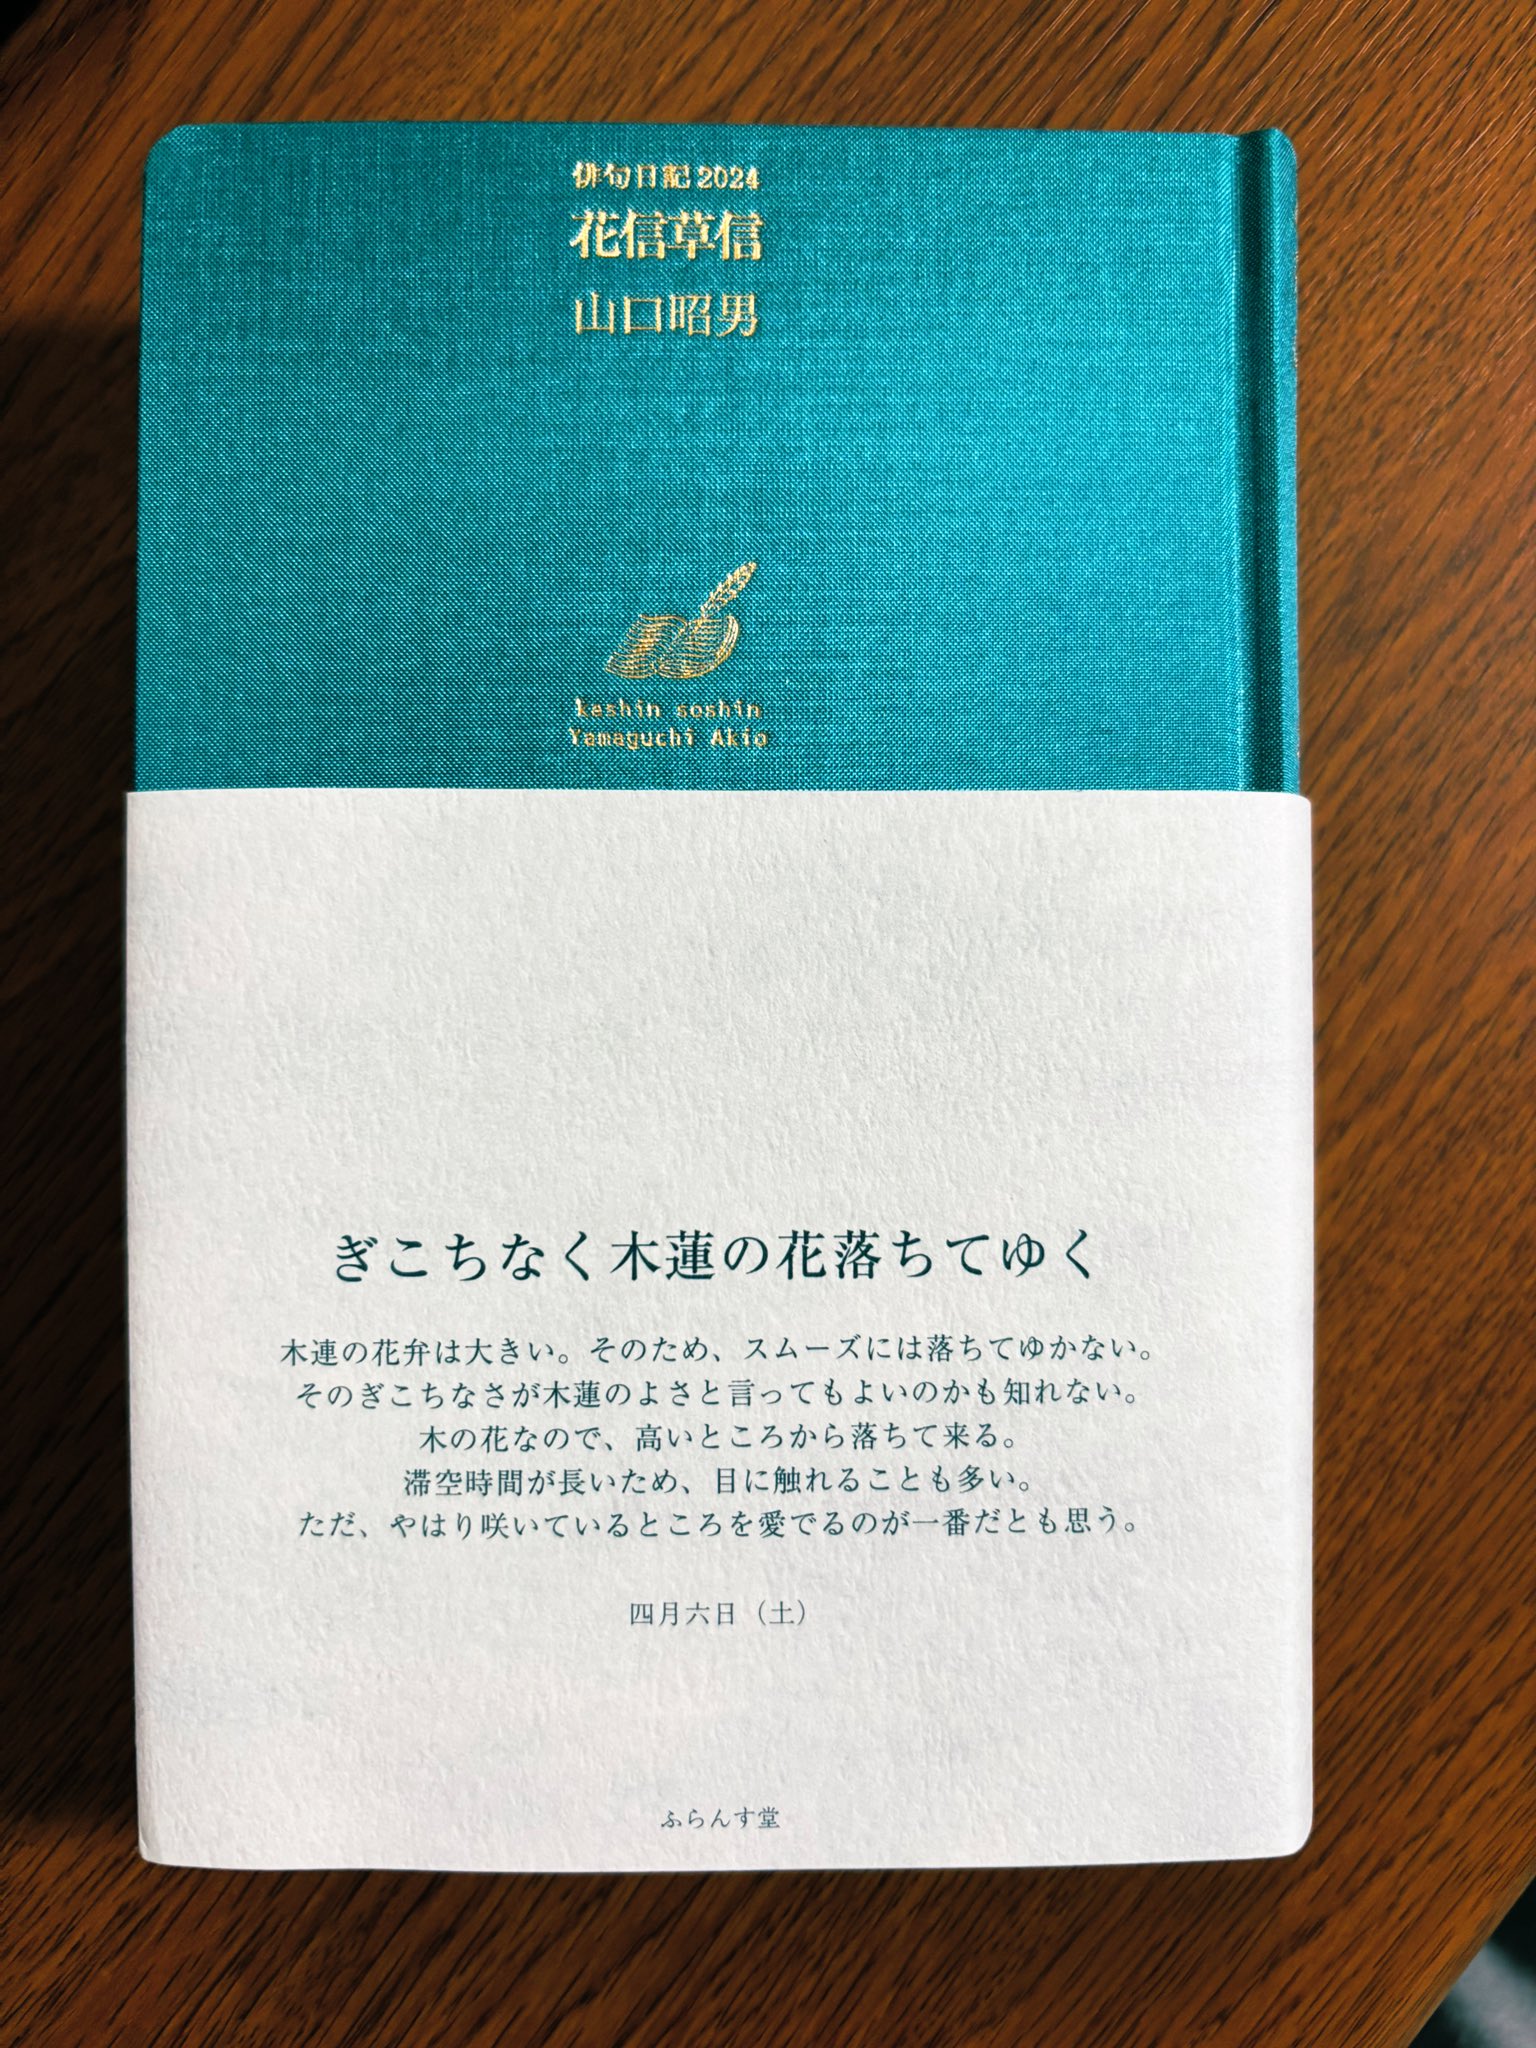 俳句日記2024
花信草信
山口昭男
kashin soshin
Yamaguchi Akio
ぎこちなく木蓮の花落ちてゆく
木連の花弁は大きい。そのため、スムーズには落ちてゆかない。
そのぎこちなさが木蓮のよさと言ってもよいのかも知れない。
木の花なので、高いところから落ちて来る。
滞空時間が長いため、目に触れることも多い。
ただ、やはり咲いているところを愛でるのが一番だとも思う。
四月六日（土）
ふらんす堂